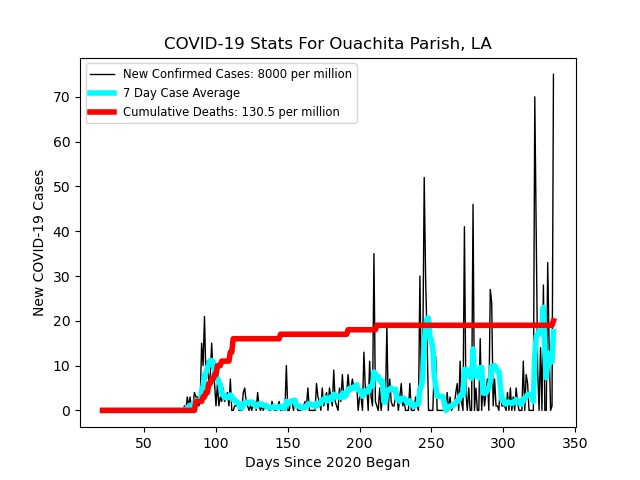 COVID-19 Stats For Ouachita Parish, LA
New Confirmed Cases: 8000 per million
7 Day Case Average
Cumulative Deaths: 130.5 per million
New COVID-19 Cases
70
60
50
40
30
20
10
0
50 100 150 200 250 300 350
Days Since 2020 Began